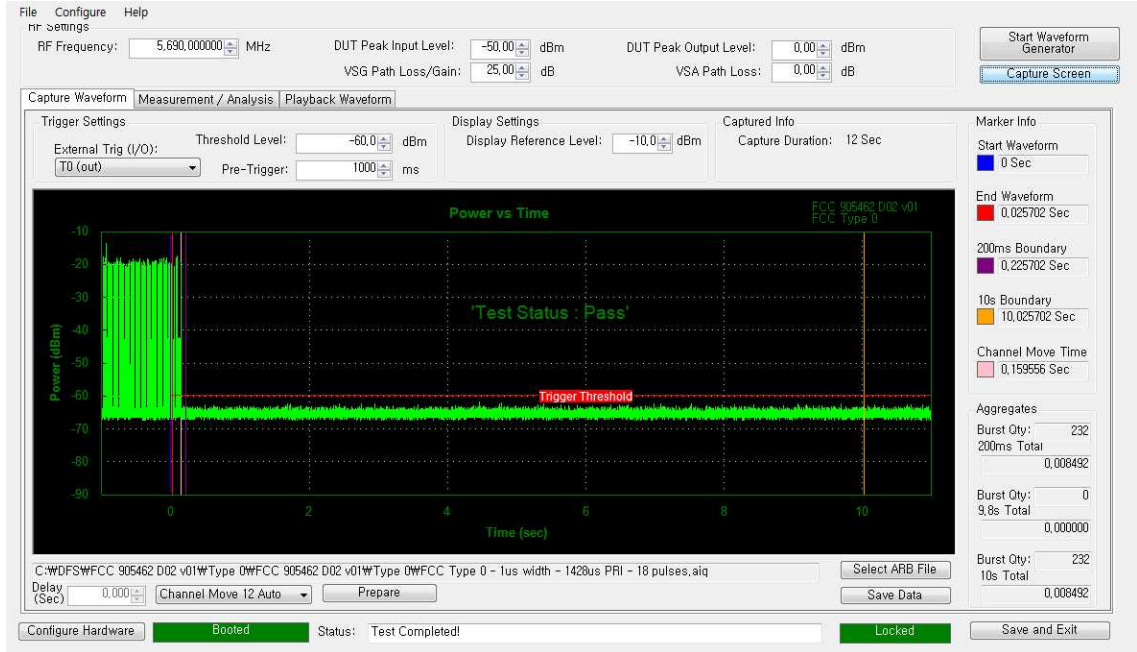 File Configure Help
RF Settings
RF Frequency: 5,690,000000 MHz DUT Peak Input Level: -50,00 dBm DUT Peak Output Level: 0,00 dBm
VSG Path Loss/Gain: 25,00 dB VSA Path Loss: 0,00 dB
Start Waveform
Generator
Capture Screen
Capture Waveform Measurement / Analysis Playback Waveform
Trigger Settings
External Trig (I/O): Threshold Level: -60,0 dBm
T0 (out) Pre-Trigger: 1000 ms
Display Settings
Display Reference Level: -10,0 dBm
Captured Info
Capture Duration: 12 Sec
Power vs Time
FCC 905462 D02 v01
FCC Type 0
'Test Status : Pass'
Trigger Threshold
Power (dBm)
-10
-20
-30
-40
-50
-60
-70
-80
-90
0 2 4 6 8 10
Time (sec)
Marker Info
Start Waveform
0 Sec
End Waveform
0,025702 Sec
200ms Boundary
0,225702 Sec
10s Boundary
10,025702 Sec
Channel Move Time
0,159556 Sec
Aggregates
Burst Qty: 232
200ms Total
0,008492
Burst Qty: 0
9,8s Total
0,000000
Burst Qty: 232
10s Total
0,008492
C:₩DFS₩FCC 905462 D02 v01₩Type 0₩FCC 905462 D02 v01₩Type 0₩FCC Type 0 - 1us width - 1428us PRI - 18 pulses,aiq
Select ARB File
Delay
(Sec) 0,000 Channel Move 12 Auto Prepare Save Data
Configure Hardware Booted Status: Test Completed! Locked Save and Exit